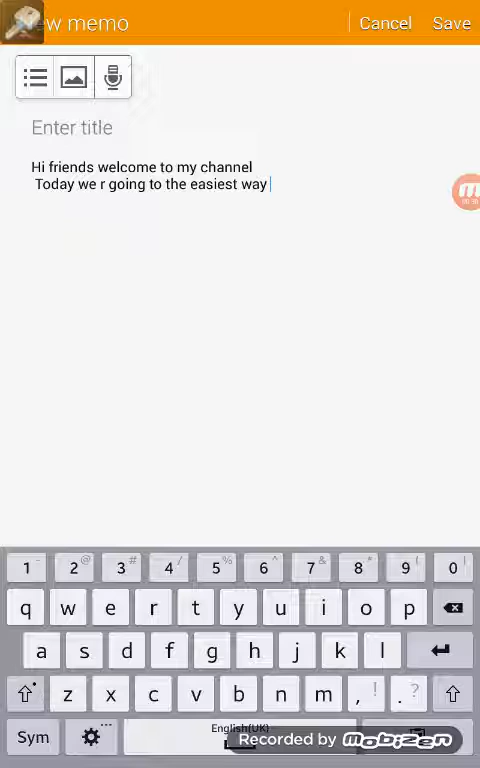 New memo
Cancel
Save
Enter title
Hi friends welcome to my channel
Today we r going to the easiest way
1 - 2 @ 3 # 4 / 5 % 6 ^ 7 & 8 * 9 ( 0 )
q w e r t y u i o p
a s d f g h j k l
z x c v b n m , ! . ?
Sym
English(UK)
Recorded by mobizen